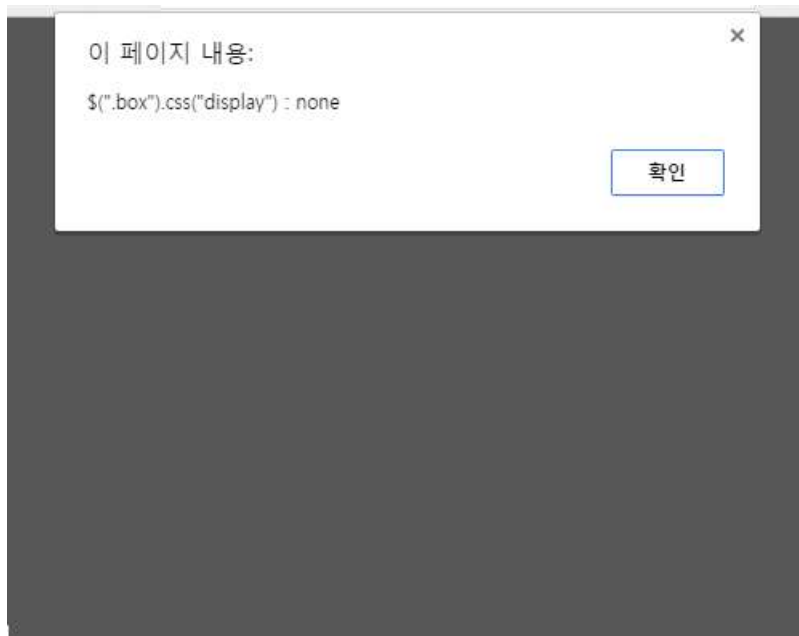 이 페이지 내용:
$(".box").css("display") : none
확인